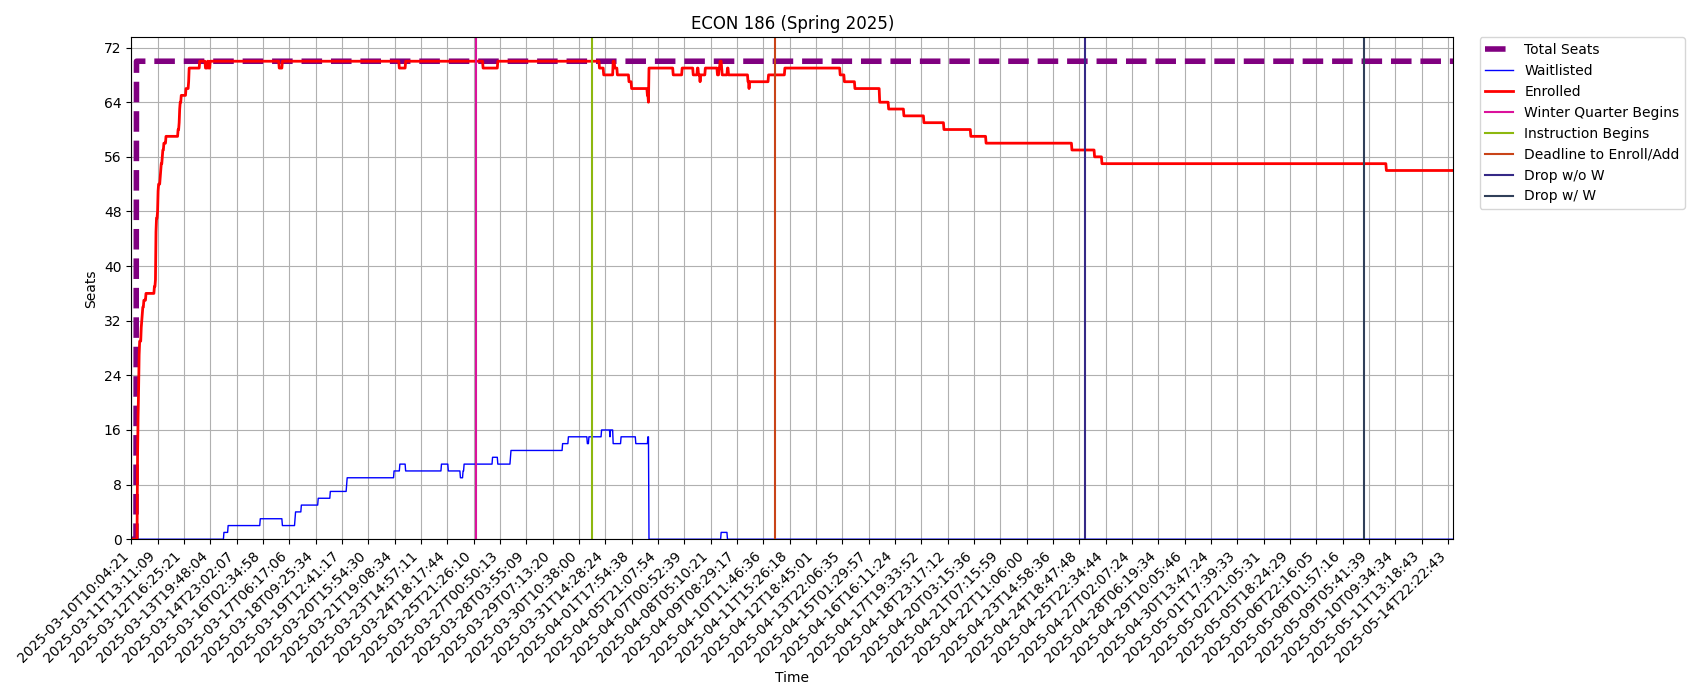 ECON 186 (Spring 2025)
Seats
72
64
56
48
40
32
24
16
8
0
2025-03-10T10:04:21
2025-03-11T13:11:09
2025-03-12T16:25:21
2025-03-13T19:48:04
2025-03-14T23:02:07
2025-03-16T02:34:58
2025-03-17T06:17:06
2025-03-18T09:25:34
2025-03-19T12:41:17
2025-03-20T15:54:30
2025-03-21T19:08:34
2025-03-23T14:57:11
2025-03-24T18:17:44
2025-03-25T21:26:10
2025-03-27T00:50:13
2025-03-28T03:55:03
2025-03-29T07:13:20
2025-03-30T10:38:00
2025-03-31T14:28:24
2025-04-01T17:54:38
2025-04-05T21:07:54
2025-04-07T00:52:39
2025-04-08T05:10:21
2025-04-09T08:29:17
2025-04-10T11:46:36
2025-04-11T15:26:18
2025-04-12T18:45:01
2025-04-13T22:06:35
2025-04-15T01:29:57
2025-04-16T16:11:24
2025-04-17T19:33:52
2025-04-18T23:17:12
2025-04-20T03:15:36
2025-04-21T07:15:59
2025-04-22T11:06:00
2025-04-23T14:58:36
2025-04-24T18:47:48
2025-04-25T22:34:44
2025-04-27T02:07:24
2025-04-28T06:19:34
2025-04-29T10:05:46
2025-04-30T13:47:24
2025-05-01T17:39:33
2025-05-02T21:05:31
2025-05-05T18:24:29
2025-05-06T22:16:05
2025-05-08T01:57:16
2025-05-09T05:41:39
2025-05-10T09:34:34
2025-05-11T13:18:43
2025-05-14T22:22:43
Time
Total Seats
Waitlisted
Enrolled
Winter Quarter Begins
Instruction Begins
Deadline to Enroll/Add
Drop w/o W
Drop w/ W